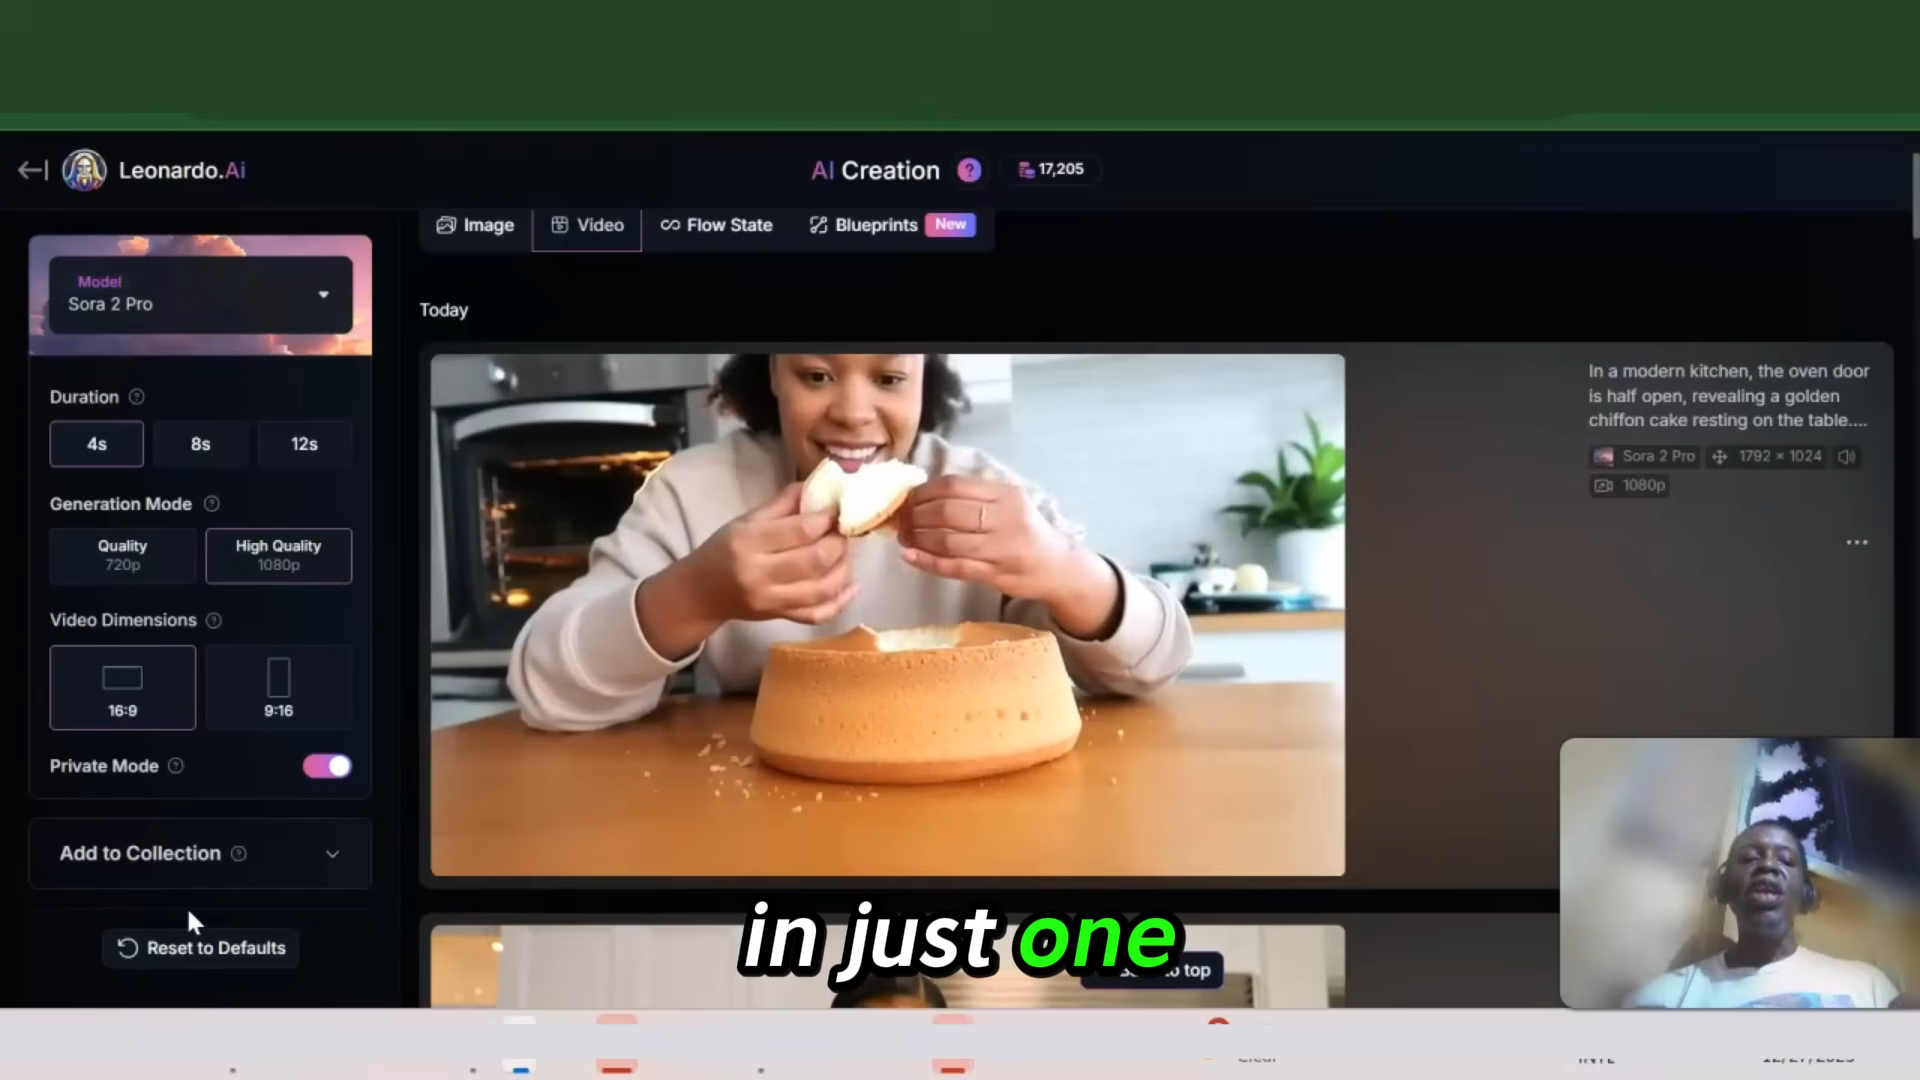 Leonardo.Ai
AI Creation ? 17,205
Image Video Flow State Blueprints New
Model
Sora 2 Pro
Duration ?
4s 8s 12s
Generation Mode ?
Quality
720p
High Quality
1080p
Video Dimensions ?
16:9 9:16
Private Mode ?
Add to Collection ?
Reset to Defaults
Today
In a modern kitchen, the oven door
is half open, revealing a golden
chiffon cake resting on the table....
Sora 2 Pro 1792 × 1024
1080p
in just one
to top